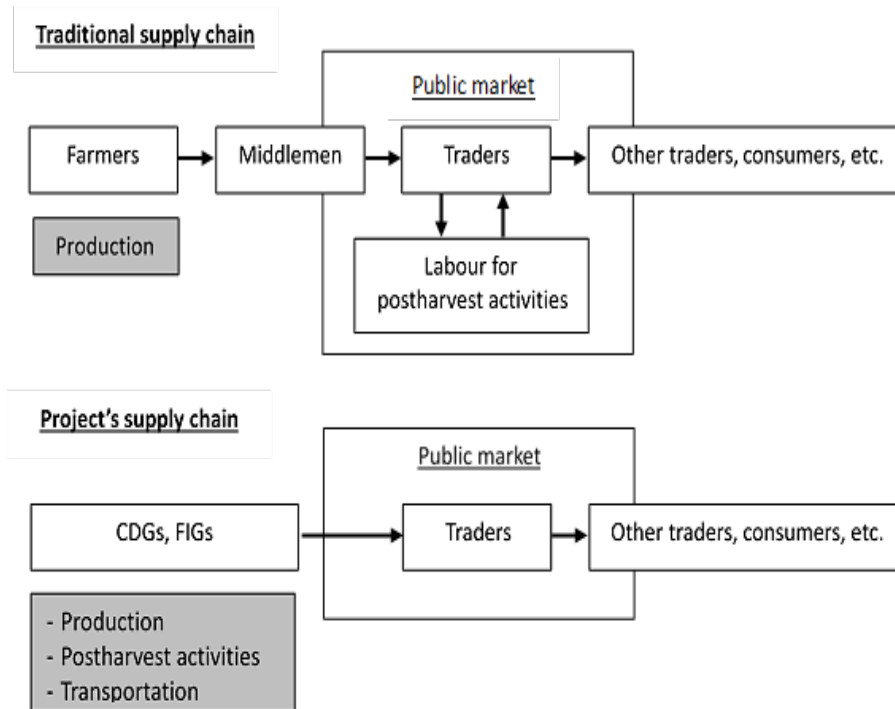 Traditional supply chain
Public market
Farmers
Middlemen
Traders
Other traders, consumers, etc.
Production
Labour for
postharvest activities
Project's supply chain
Public market
CDGs, FIGs
Traders
Other traders, consumers, etc.
- Production
- Postharvest activities
- Transportation